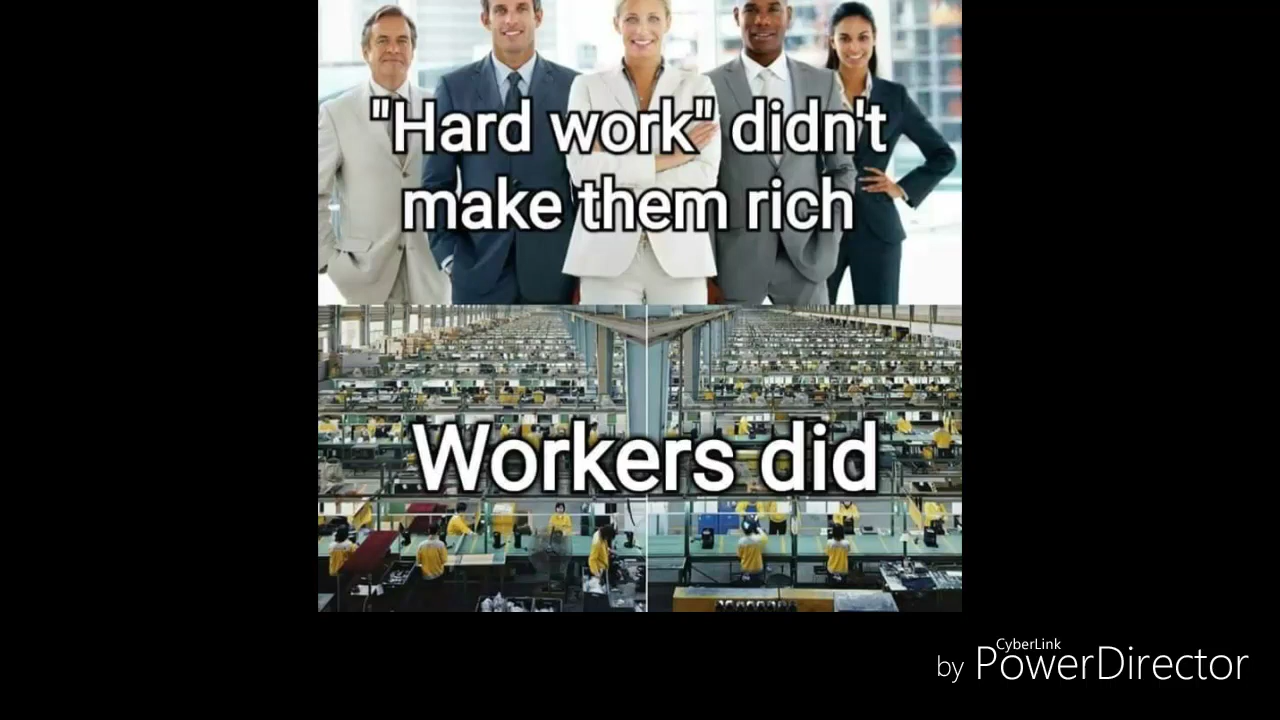 "Hard work" didn't
make them rich
Workers did
CyberLink
by PowerDirector